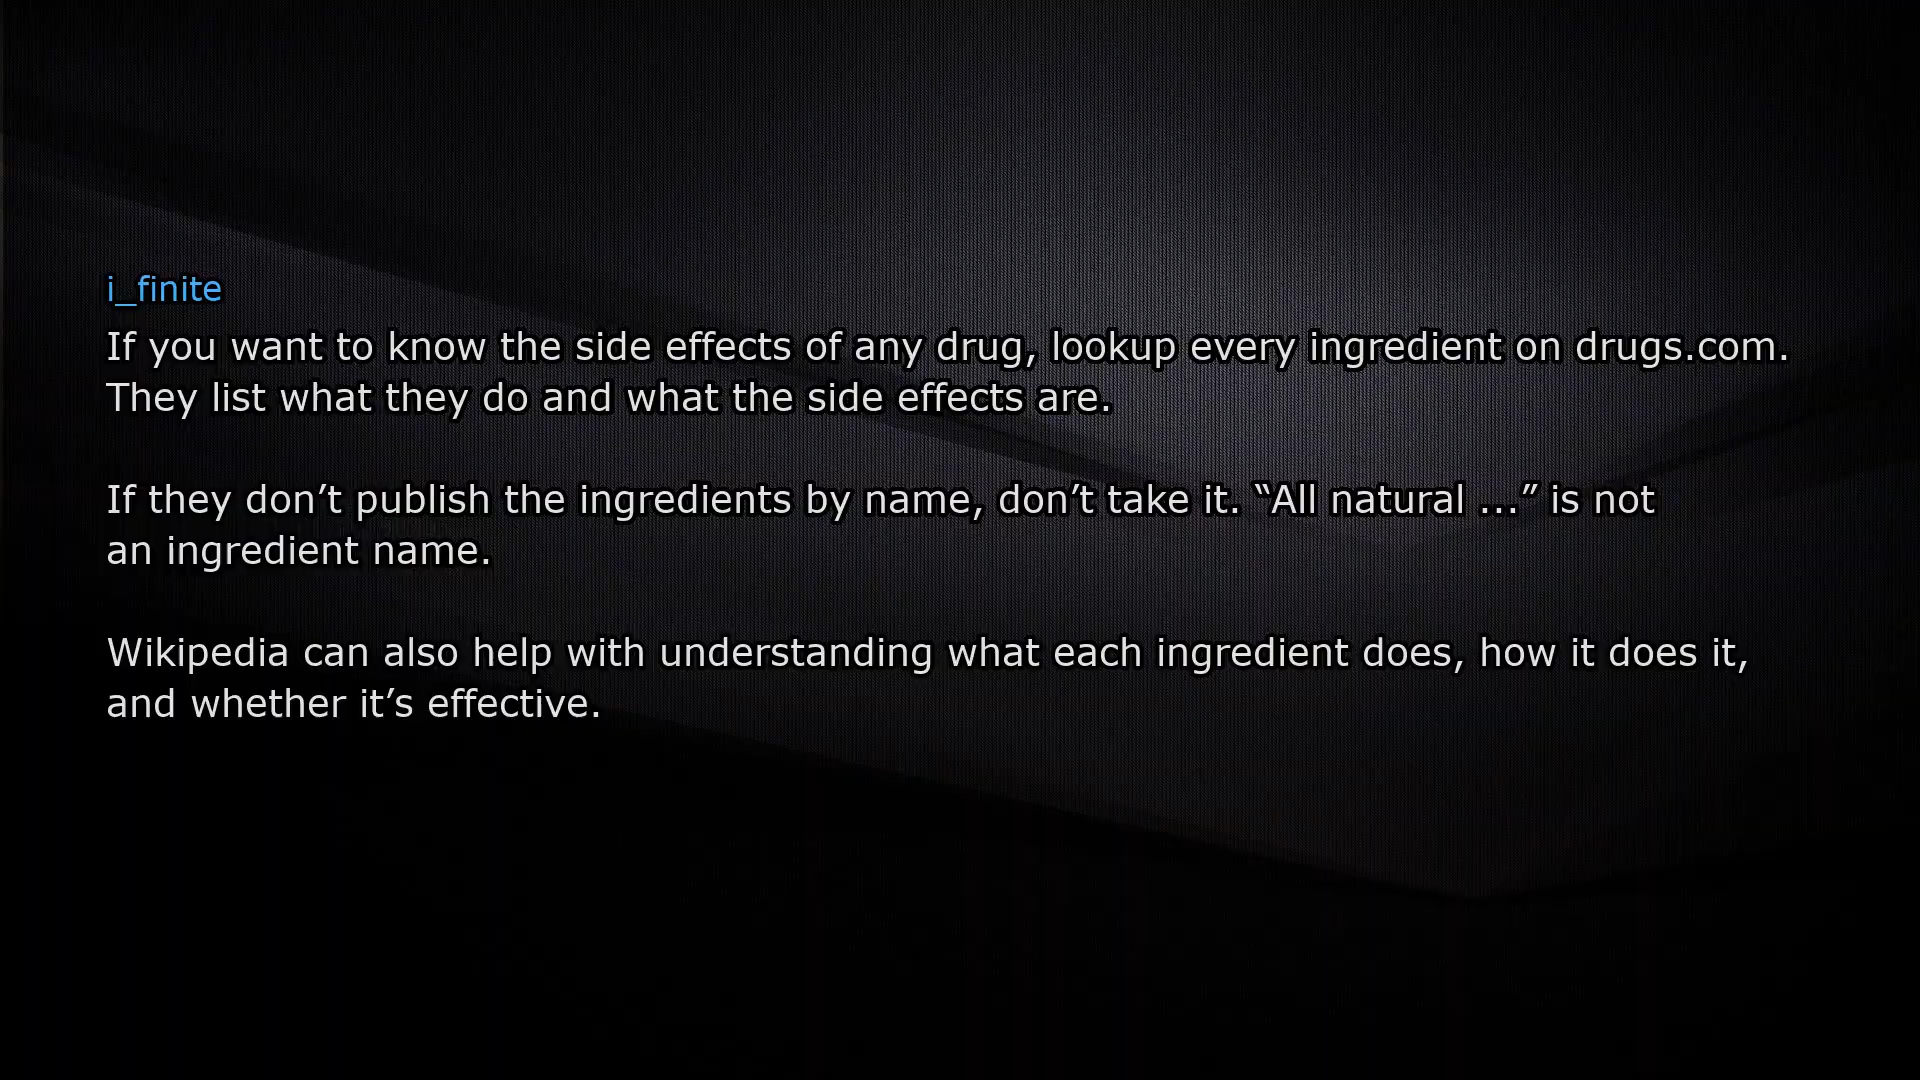 i_finite
If you want to know the side effects of any drug, lookup every ingredient on drugs.com.
They list what they do and what the side effects are.
If they don’t publish the ingredients by name, don’t take it. “All natural ...” is not
an ingredient name.
Wikipedia can also help with understanding what each ingredient does, how it does it,
and whether it’s effective.